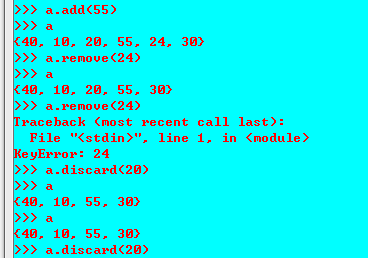 >>> a.add(55)
>>> a
{40, 10, 20, 55, 24, 30}
>>> a.remove(24)
>>> a
{40, 10, 20, 55, 30}
>>> a.remove(24)
Traceback (most recent call last):
  File "<stdin>", line 1, in <module>
KeyError: 24
>>> a.discard(20)
>>> a
{40, 10, 55, 30}
>>> a
{40, 10, 55, 30}
>>> a.discard(20)